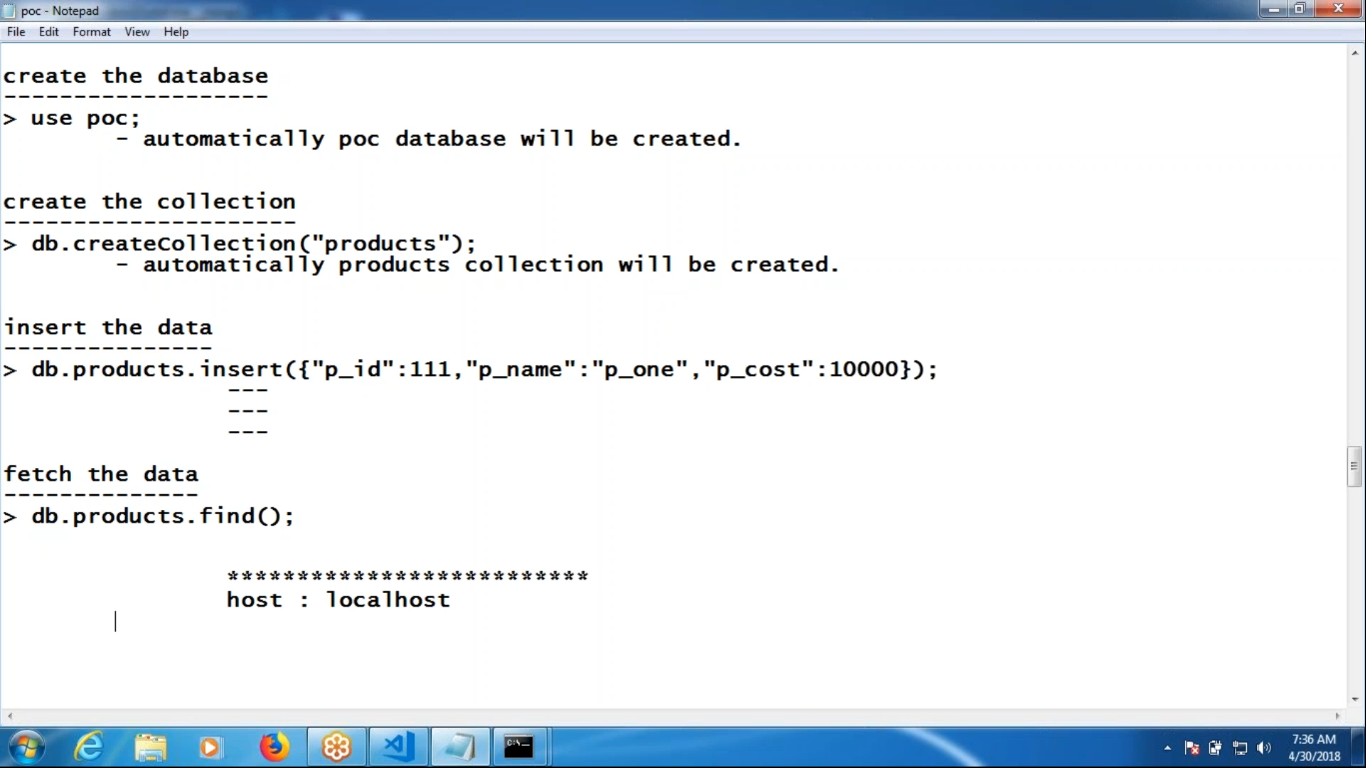 poc - Notepad
File Edit Format View Help
create the database
-------------------
> use poc;
- automatically poc database will be created.
create the collection
---------------------
> db.createCollection("products");
- automatically products collection will be created.
insert the data
---------------
> db.products.insert({"p_id":111,"p_name":"p_one","p_cost":10000});
---
---
---
fetch the data
--------------
> db.products.find();
**************************
host : localhost
7:36 AM
4/30/2018